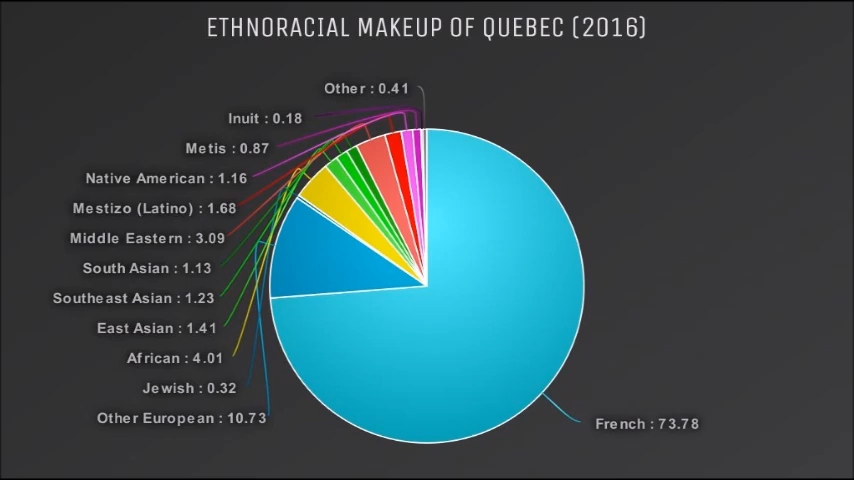 ETHNORACIAL MAKEUP OF QUEBEC (2016)
Other : 0.41
Inuit : 0.18
Metis : 0.87
Native American : 1.16
Mestizo (Latino) : 1.68
Middle Eastern : 3.09
South Asian : 1.13
Southeast Asian : 1.23
East Asian : 1.41
African : 4.01
Jewish : 0.32
Other European : 10.73
French : 73.78